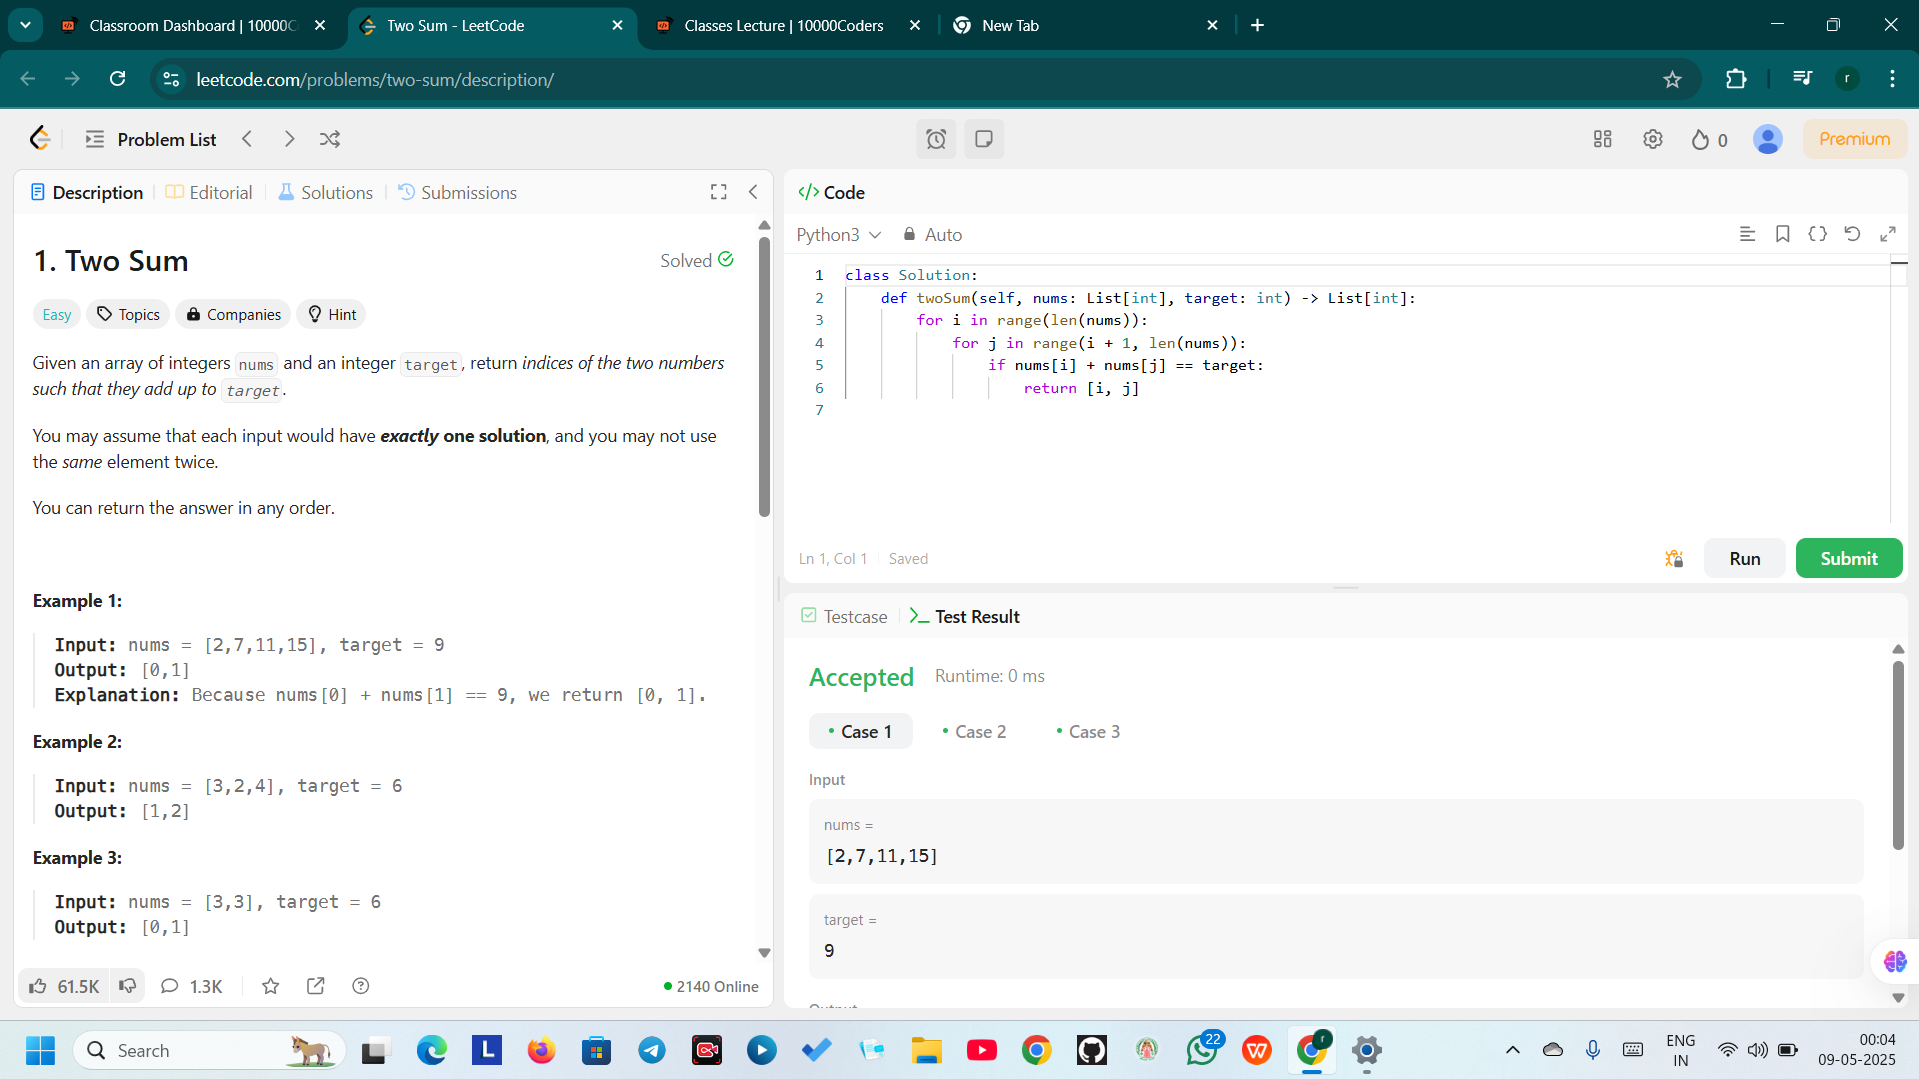 Classroom Dashboard | 10000C
Two Sum - LeetCode
Classes Lecture | 10000Coders
New Tab
leetcode.com/problems/two-sum/description/
r
Problem List
0
Premium
Description
Editorial
Solutions
Submissions
1. Two Sum
Solved
Easy
Topics
Companies
Hint
Given an array of integers nums and an integer target, return indices of the two numbers
such that they add up to target.
You may assume that each input would have exactly one solution, and you may not use
the same element twice.
You can return the answer in any order.
Example 1:
Input: nums = [2,7,11,15], target = 9
Output: [0,1]
Explanation: Because nums[0] + nums[1] == 9, we return [0, 1].
Example 2:
Input: nums = [3,2,4], target = 6
Output: [1,2]
Example 3:
Input: nums = [3,3], target = 6
Output: [0,1]
61.5K
1.3K
2140 Online
</> Code
Python3
Auto
1 class Solution:
2 def twoSum(self, nums: List[int], target: int) -> List[int]:
3 for i in range(len(nums)):
4 for j in range(i + 1, len(nums)):
5 if nums[i] + nums[j] == target:
6 return [i, j]
7
Ln 1, Col 1
Saved
Run
Submit
Testcase
Test Result
Accepted
Runtime: 0 ms
Case 1
Case 2
Case 3
Input
nums =
[2,7,11,15]
target =
9
Search
L
22
W
r
ENG
IN
00:04
09-05-2025